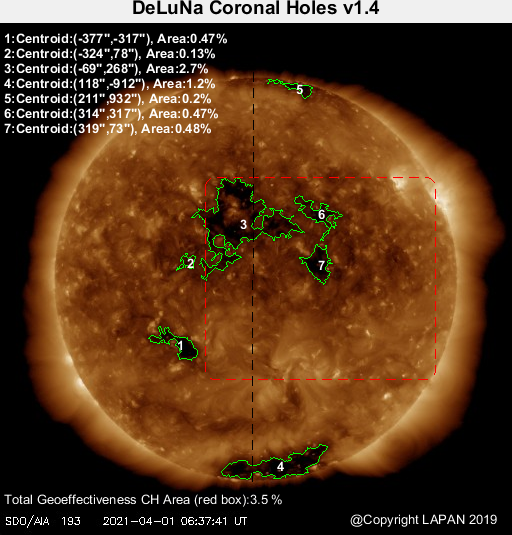 DeLuNa Coronal Holes v1.4
1:Centroid:(-377",-317"), Area:0.47%
2:Centroid:(-324",78"), Area:0.13%
3:Centroid:(-69",268"), Area:2.7%
4:Centroid:(118",-912"), Area:1.2%
5:Centroid:(211",932"), Area:0.2%
6:Centroid:(314",317"), Area:0.47%
7:Centroid:(319",73"), Area:0.48%
5
6
3
2
7
1
4
Total Geoeffectiveness CH Area (red box):3.5 %
SDO/AIA 193 2021-04-01 06:37:41 UT
@Copyright LAPAN 2019